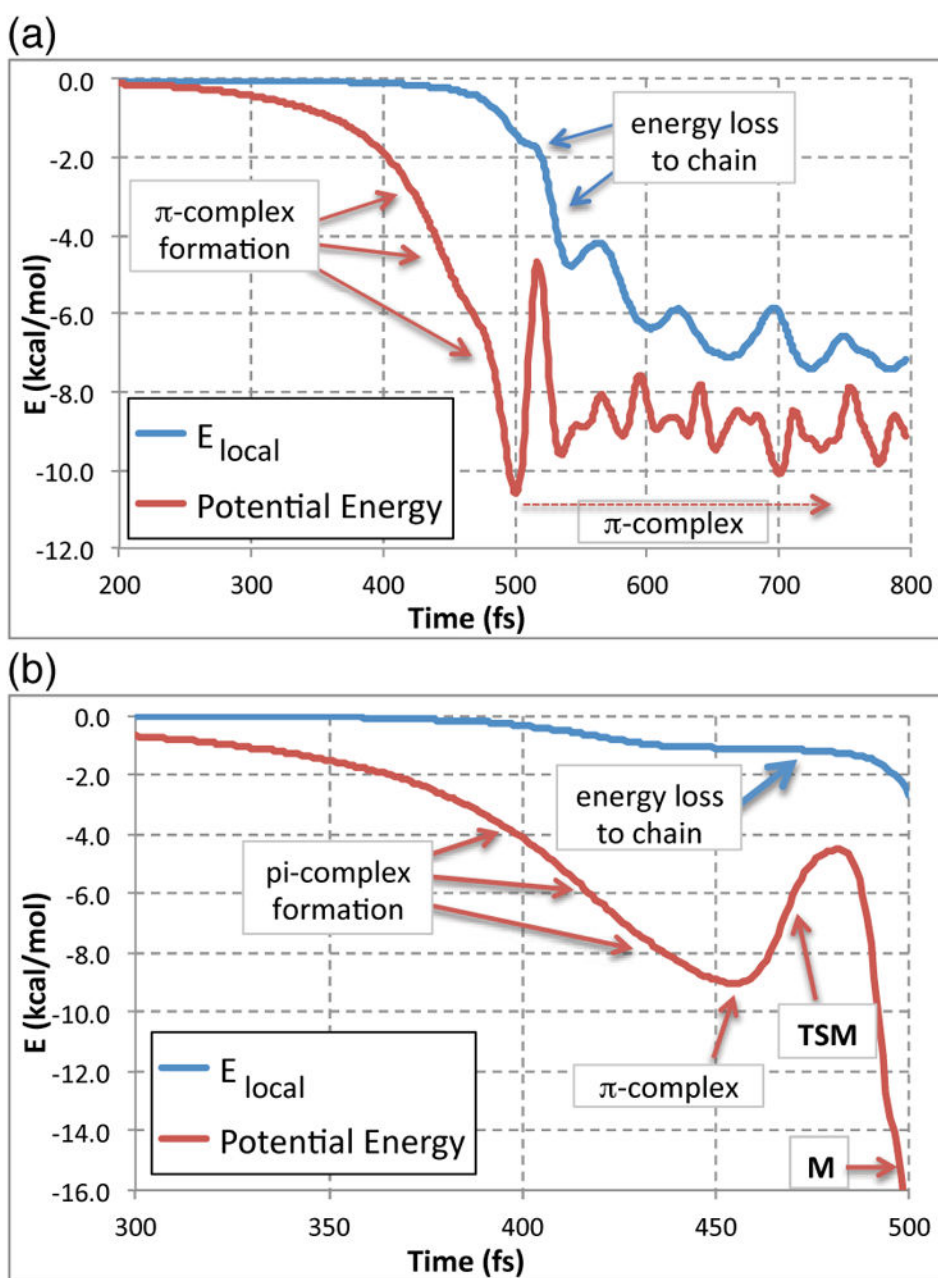 (a)
0.0
-2.0
-4.0
-6.0
-8.0
-10.0
-12.0
E (kcal/mol)
energy loss
to chain
π-complex
formation
E local
Potential Energy
π-complex
200
300
400
500
600
700
800
Time (fs)
(b)
0.0
-2.0
-4.0
-6.0
-8.0
-10.0
-12.0
-14.0
-16.0
E (kcal/mol)
energy loss
to chain
pi-complex
formation
TSM
π-complex
E local
Potential Energy
M
300
350
400
450
500
Time (fs)